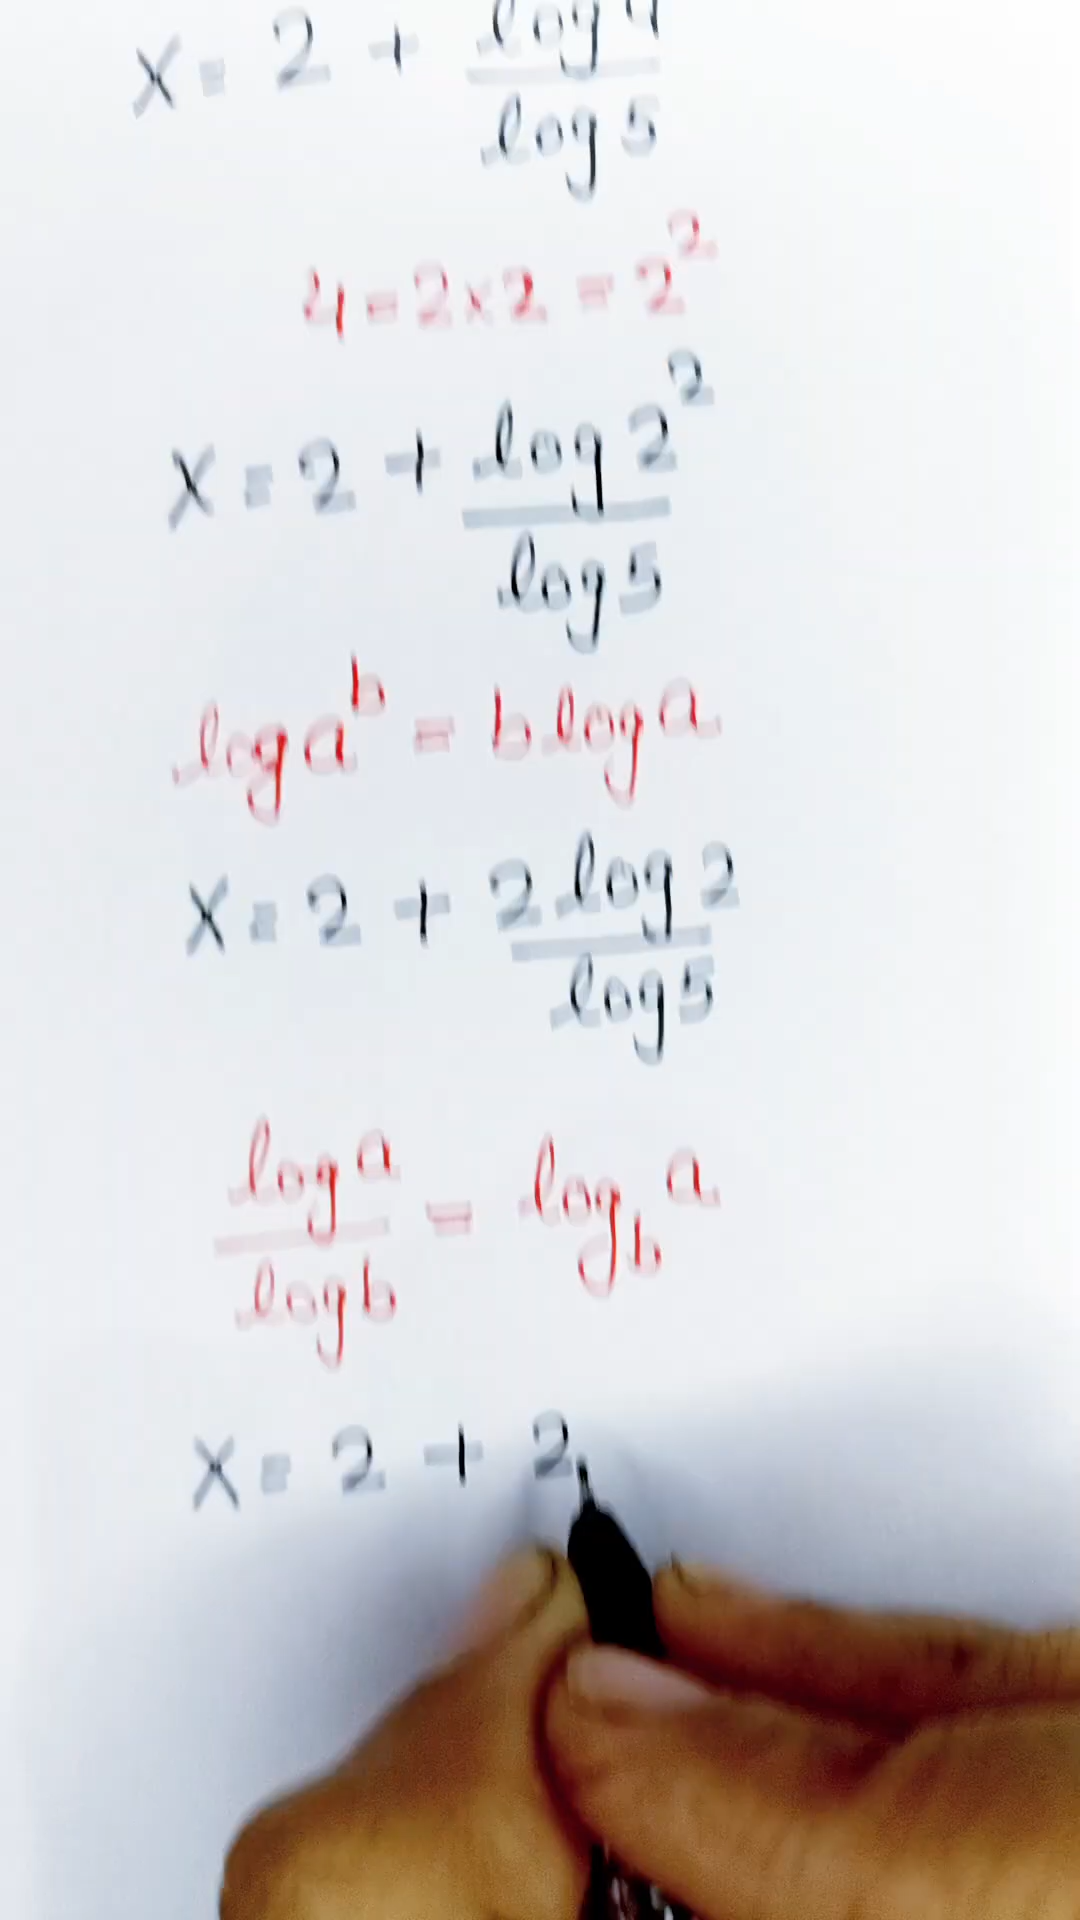 x = 2 + log 4 / log 5
4 = 2 × 2 = 2²
x = 2 + log 2² / log 5
log aᵇ = b log a
x = 2 + 2 log 2 / log 5
log a / log b = log_b a
x = 2 + 2